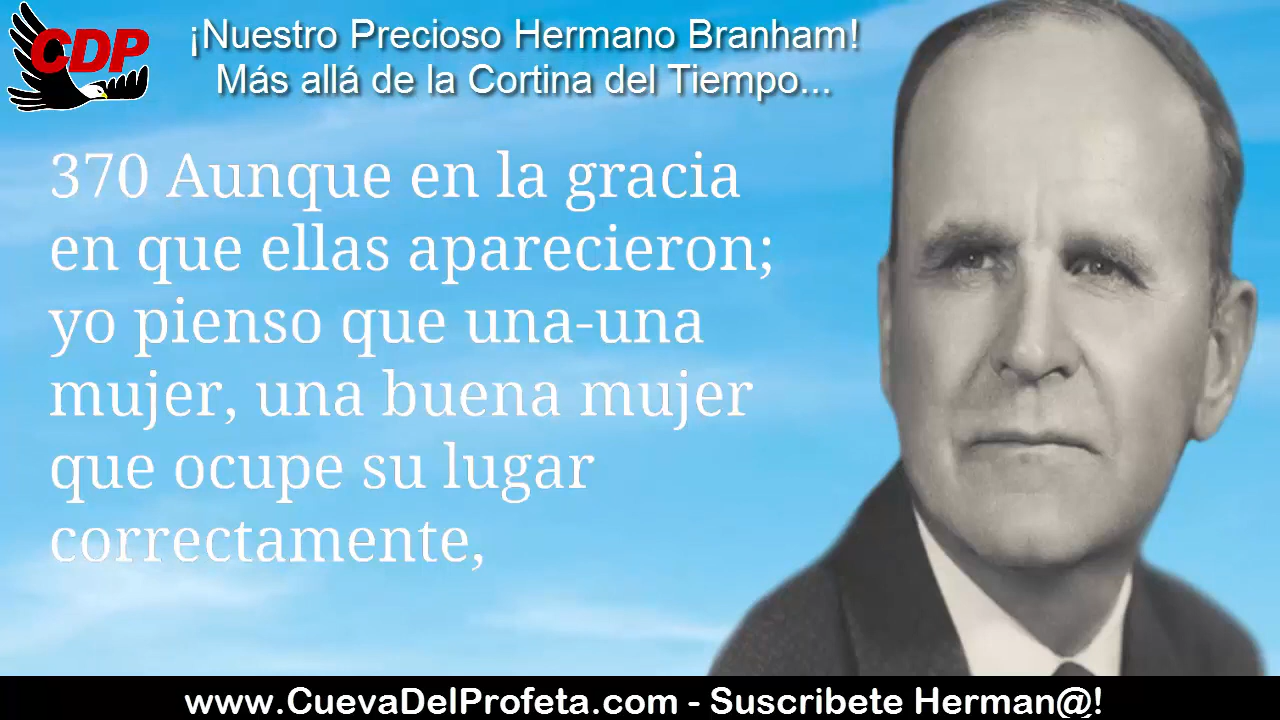 CDP
¡Nuestro Precioso Hermano Branham!
Más allá de la Cortina del Tiempo...
370 Aunque en la gracia
en que ellas aparecieron;
yo pienso que una-una
mujer, una buena mujer
que ocupe su lugar
correctamente,
www.CuevaDelProfeta.com - Suscribete Herman@!